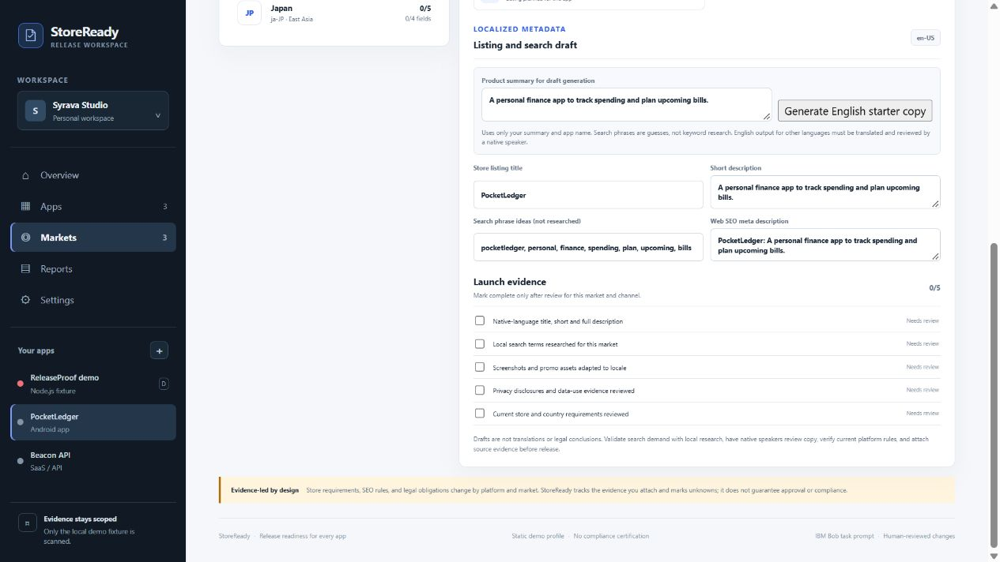 StoreReady
RELEASE WORKSPACE
WORKSPACE
S
Syrava Studio
Personal workspace
Overview
Apps
3
Markets
3
Reports
Settings
Your apps
+
ReleaseProof demo
Node.js fixture
D
PocketLedger
Android app
Beacon API
SaaS / API
Evidence stays scoped
Only the local demo fixture is
scanned.
JP
Japan
ja-JP · East Asia
0/5
0/4 fields
LOCALIZED METADATA
Listing and search draft
en-US
Product summary for draft generation
A personal finance app to track spending and plan upcoming bills.
Generate English starter copy
Uses only your summary and app name. Search phrases are guesses, not keyword research. English output for other languages must be translated and reviewed by
a native speaker.
Store listing title
PocketLedger
Short description
A personal finance app to track spending and plan upcoming
bills.
Search phrase ideas (not researched)
pocketledger, personal, finance, spending, plan, upcoming, bills
Web SEO meta description
PocketLedger: A personal finance app to track spending and
plan upcoming bills.
Launch evidence
Mark complete only after review for this market and channel.
0/5
Native-language title, short and full description
Needs review
Local search terms researched for this market
Needs review
Screenshots and promo assets adapted to locale
Needs review
Privacy disclosures and data-use evidence reviewed
Needs review
Current store and country requirements reviewed
Needs review
Drafts are not translations or legal conclusions. Validate search demand with local research, have native speakers review copy, verify current platform rules, and attach
source evidence before release.
Evidence-led by design Store requirements, SEO rules, and legal obligations change by platform and market. StoreReady tracks the evidence you attach and marks unknowns; it does not guarantee approval or compliance.
StoreReady · Release readiness for every app
Static demo profile · No compliance certification
IBM Bob task prompt · Human-reviewed changes